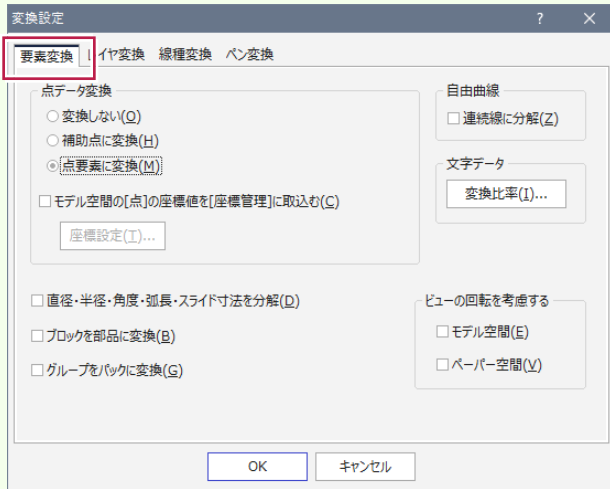 変換設定
?
要素変換 レイヤ変換 線種変換 ペン変換
点データ変換
変換しない(O)
補助点に変換(H)
点要素に変換(M)
モデル空間の[点]の座標値を[座標管理]に取込む(C)
座標設定(T)...
自由曲線
連続線に分解(Z)
文字データ
変換比率(I)...
直径・半径・角度・弧長・スライド寸法を分解(D)
ブロックを部品に変換(B)
グループをパックに変換(G)
ビューの回転を考慮する
モデル空間(E)
ペーパー空間(V)
OK
キャンセル